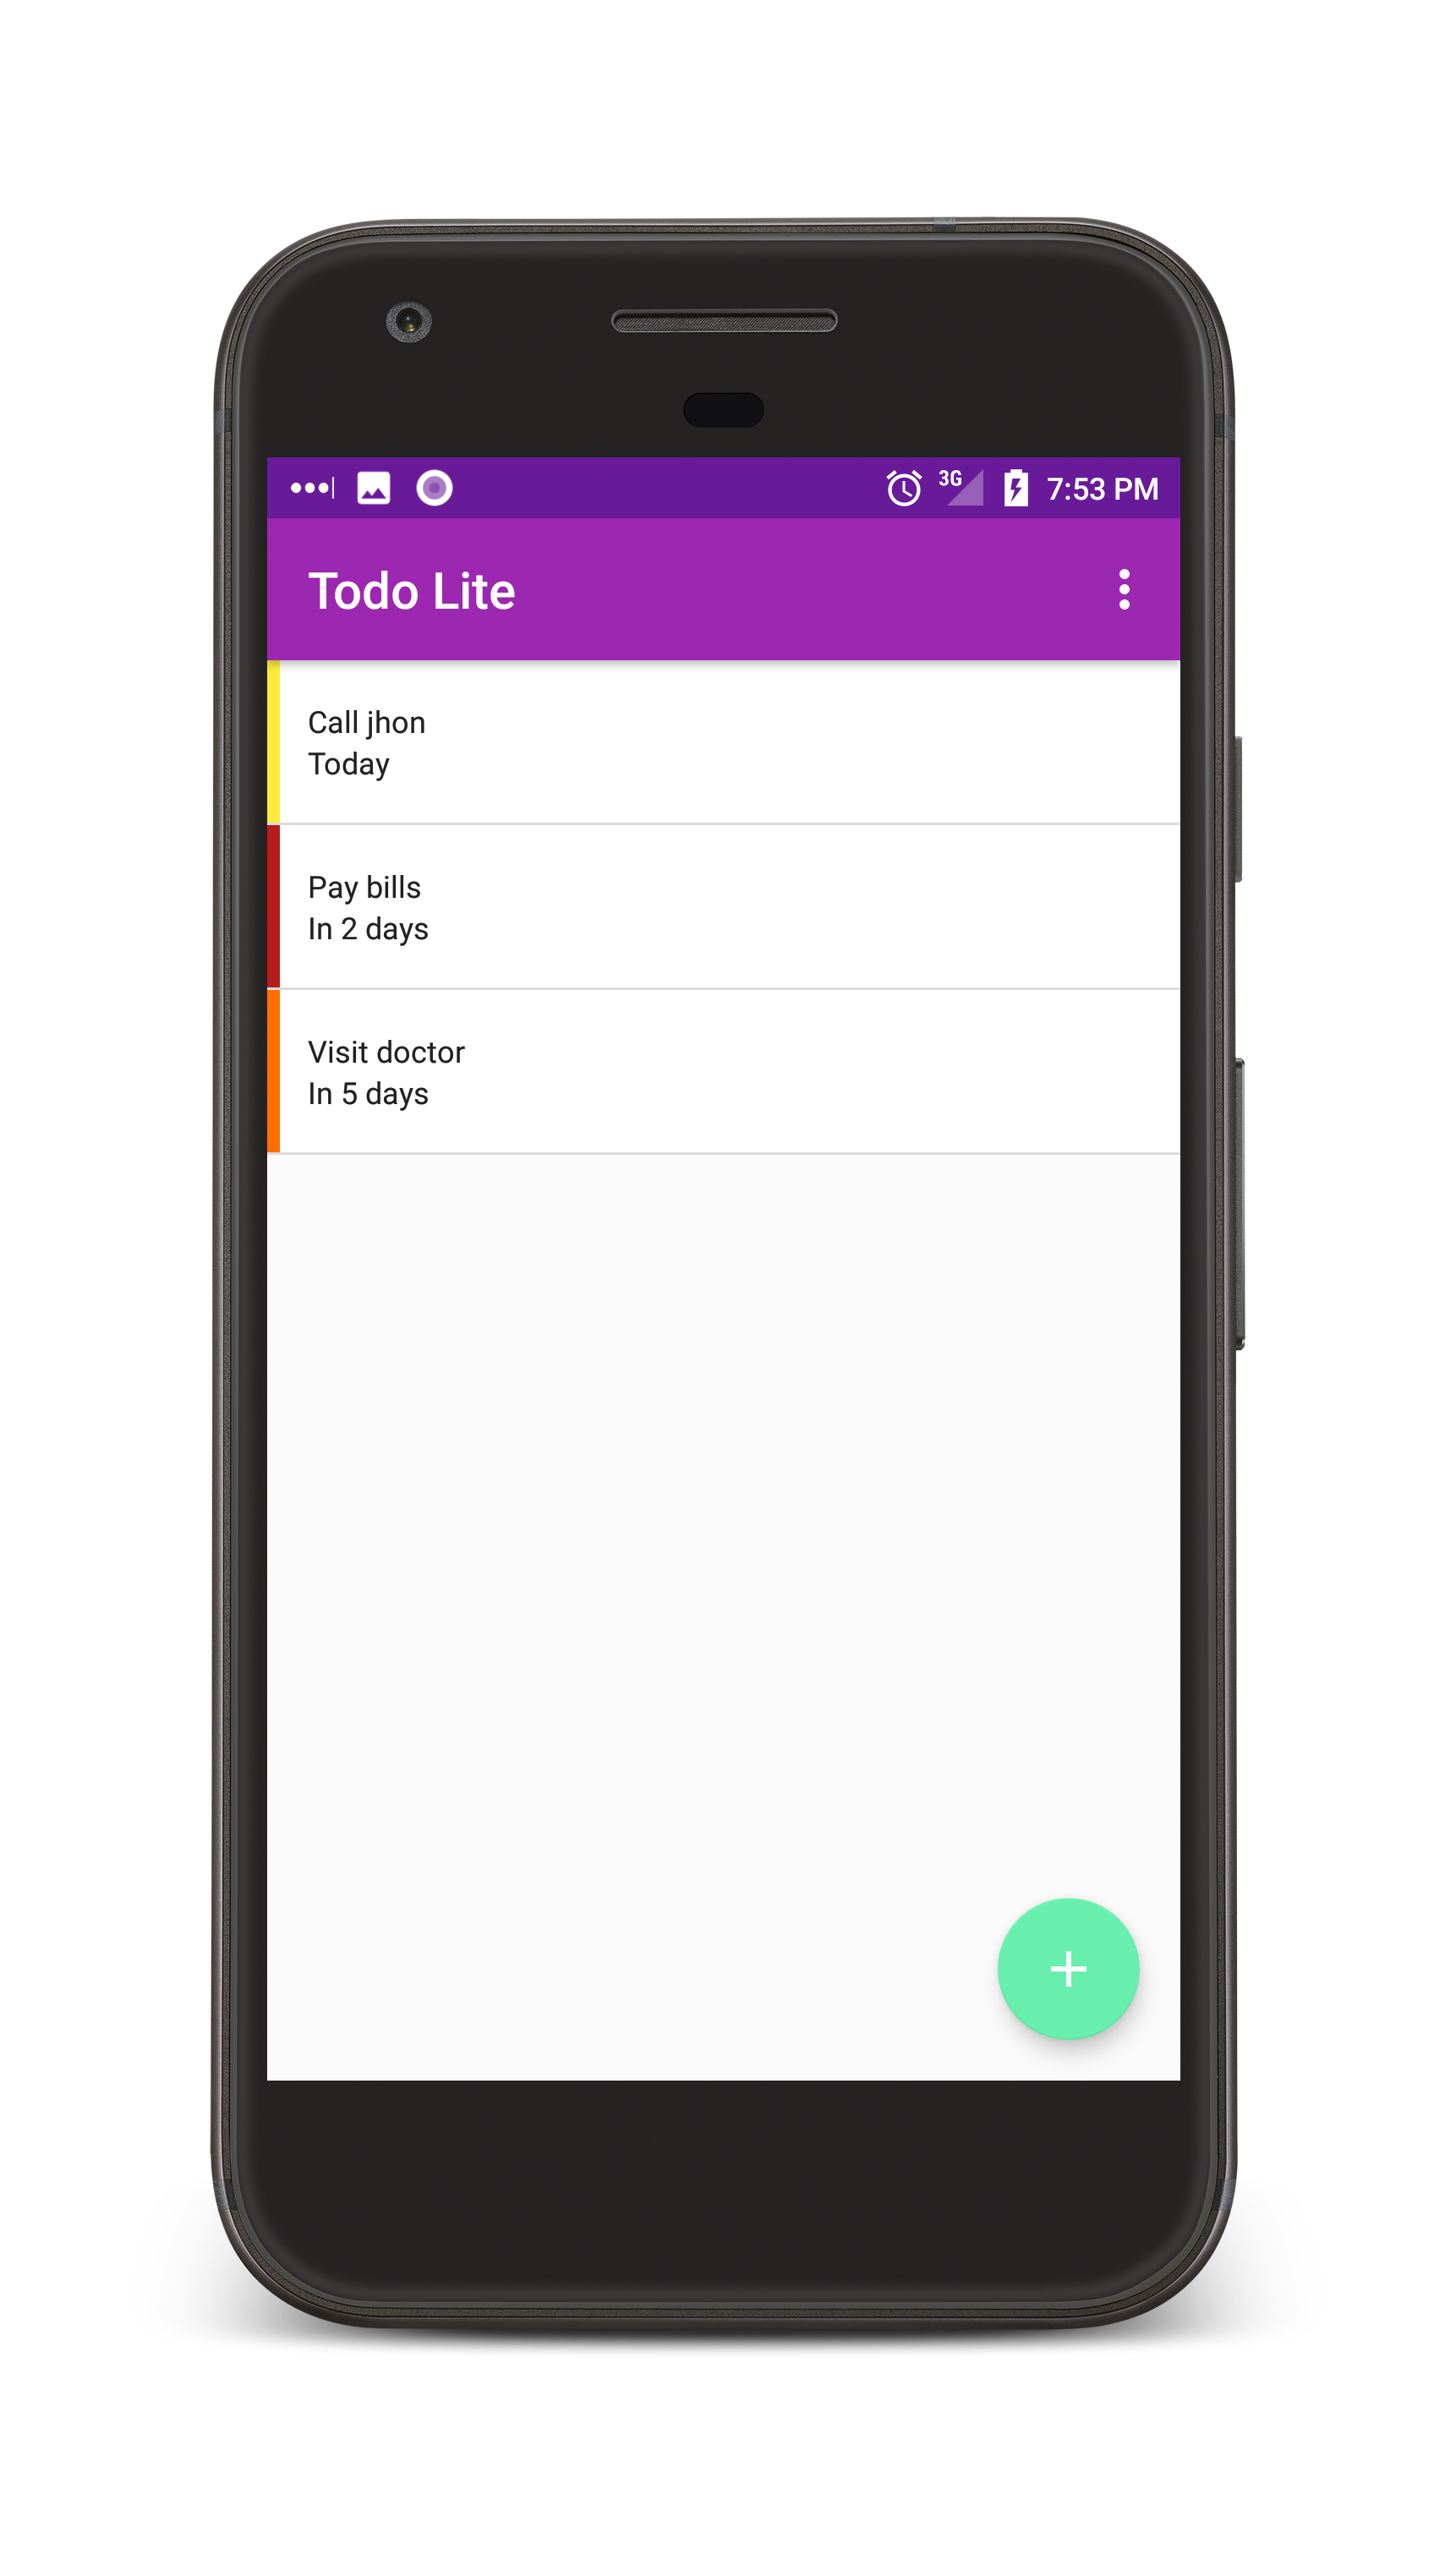 3G 7:53 PM
Todo Lite
Call jhon
Today
Pay bills
In 2 days
Visit doctor
In 5 days